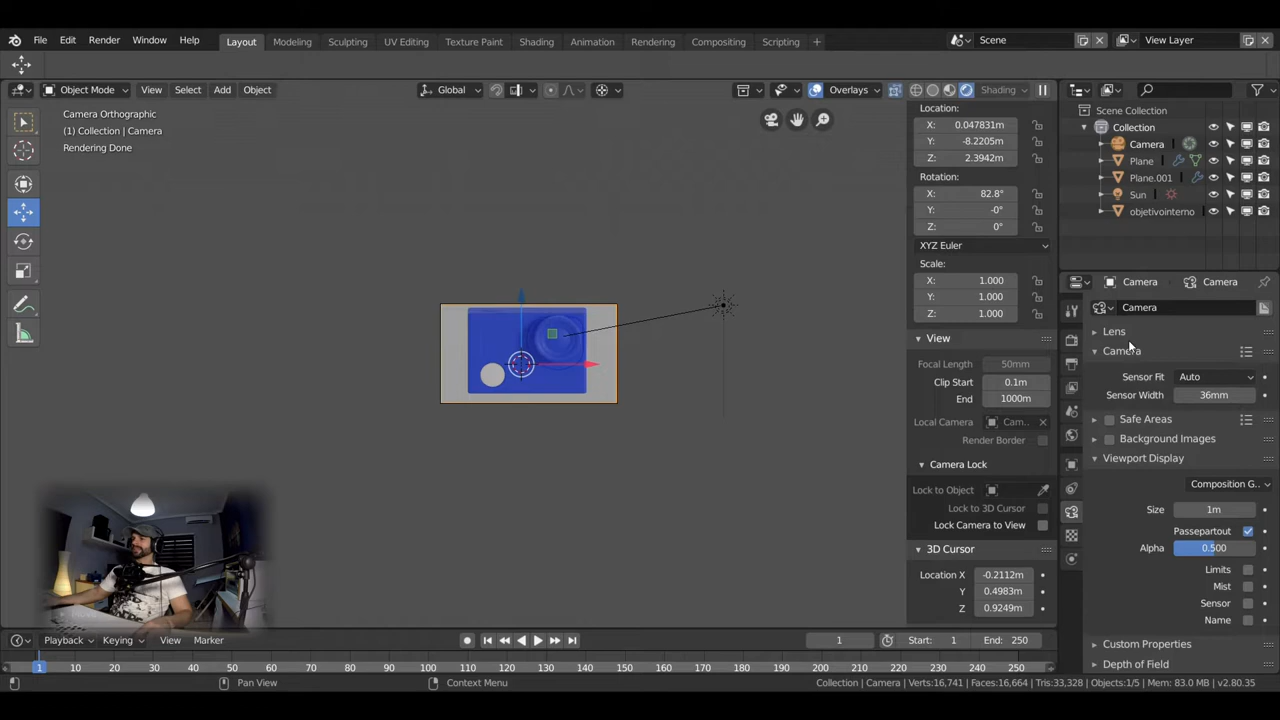 File Edit Render Window Help Layout Modeling Sculpting UV Editing Texture Paint Shading Animation Rendering Compositing Scripting + Scene View Layer
Object Mode View Select Add Object Global Overlays Shading
Camera Orthographic
(1) Collection | Camera
Rendering Done
Location:
X: 0.047831m
Y: -8.2205m
Z: 2.3942m
Rotation:
X: 82.8°
Y: -0°
Z: 0°
XYZ Euler
Scale:
X: 1.000
Y: 1.000
Z: 1.000
View
Focal Length 50mm
Clip Start 0.1m
End 1000m
Local Camera Cam..
Render Border
Camera Lock
Lock to Object
Lock to 3D Cursor
Lock Camera to View
3D Cursor
Location X -0.2112m
Y 0.4983m
Z 0.9249m
Scene Collection
Collection
Camera
Plane
Plane.001
Sun
objetivointerno
Camera Camera
Camera
Lens
Camera
Sensor Fit Auto
Sensor Width 36mm
Safe Areas
Background Images
Viewport Display
Composition G..
Size 1m
Passepartout
Alpha 0.500
Limits
Mist
Sensor
Name
Custom Properties
Depth of Field
Playback Keying View Marker 1 Start: 1 End: 250
1 10 20 30 40 50 60 70 80 90 100 110 120 130 140 150 160 170 180 190 200 210 220 230 240 250
Pan View Context Menu Collection | Camera | Verts:16,741 | Faces:16,664 | Tris:33,328 | Objects:1/5 | Mem: 83.0 MB | v2.80.35